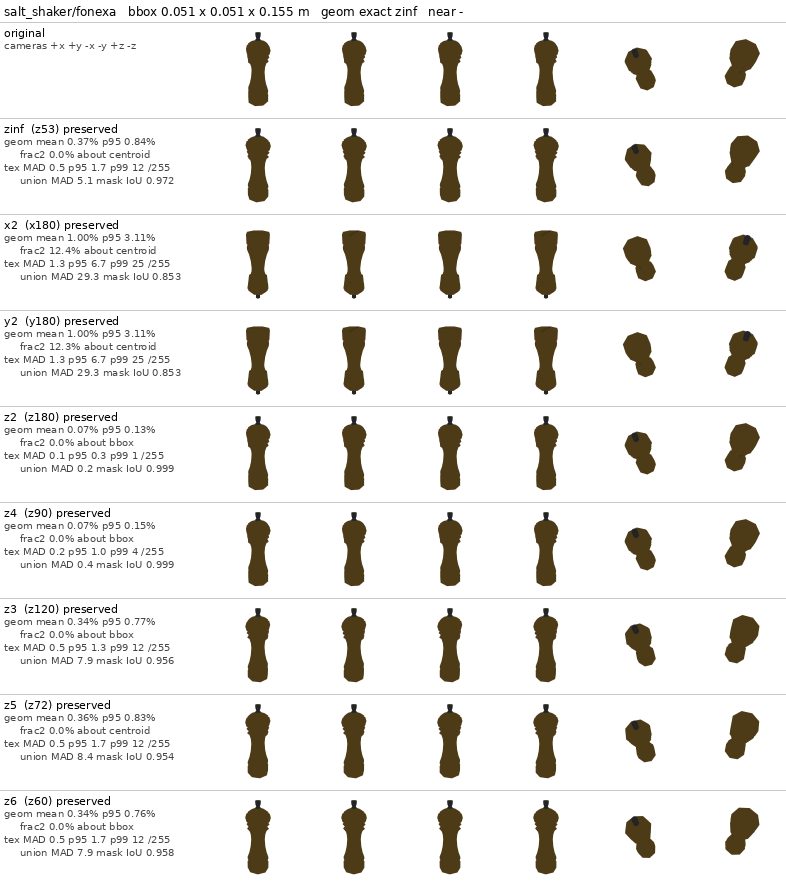 salt_shaker/fonexa   bbox 0.051 x 0.051 x 0.155 m   geom exact zinf   near -
original
cameras +x +y -x -y +z -z
zinf  (z53) preserved
geom mean 0.37% p95 0.84%
frac2 0.0% about centroid
tex MAD 0.5 p95 1.7 p99 12 /255
union MAD 5.1 mask IoU 0.972
x2  (x180) preserved
geom mean 1.00% p95 3.11%
frac2 12.4% about centroid
tex MAD 1.3 p95 6.7 p99 25 /255
union MAD 29.3 mask IoU 0.853
y2  (y180) preserved
geom mean 1.00% p95 3.11%
frac2 12.3% about centroid
tex MAD 1.3 p95 6.7 p99 25 /255
union MAD 29.3 mask IoU 0.853
z2  (z180) preserved
geom mean 0.07% p95 0.13%
frac2 0.0% about bbox
tex MAD 0.1 p95 0.3 p99 1 /255
union MAD 0.2 mask IoU 0.999
z4  (z90) preserved
geom mean 0.07% p95 0.15%
frac2 0.0% about bbox
tex MAD 0.2 p95 1.0 p99 4 /255
union MAD 0.4 mask IoU 0.999
z3  (z120) preserved
geom mean 0.34% p95 0.77%
frac2 0.0% about bbox
tex MAD 0.5 p95 1.3 p99 12 /255
union MAD 7.9 mask IoU 0.956
z5  (z72) preserved
geom mean 0.36% p95 0.83%
frac2 0.0% about centroid
tex MAD 0.5 p95 1.7 p99 12 /255
union MAD 8.4 mask IoU 0.954
z6  (z60) preserved
geom mean 0.34% p95 0.76%
frac2 0.0% about bbox
tex MAD 0.5 p95 1.7 p99 12 /255
union MAD 7.9 mask IoU 0.958